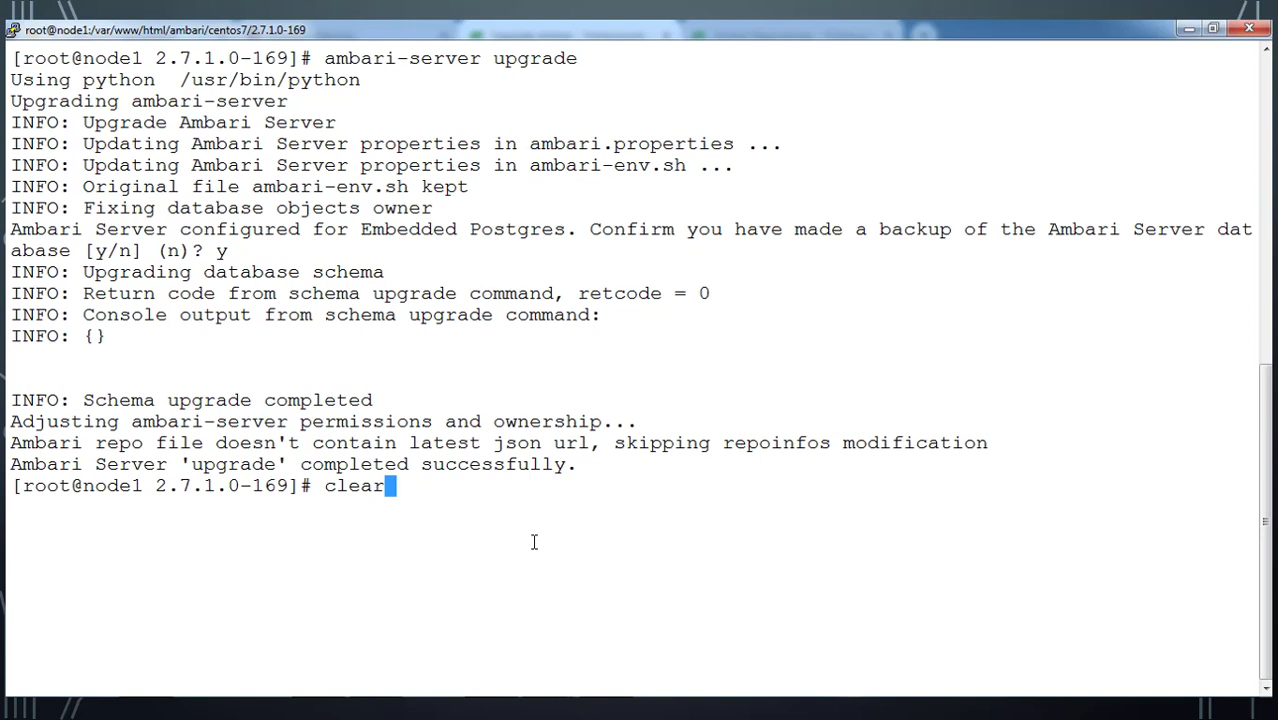 root@node1:/var/www/html/ambari/centos7/2.7.1.0-169
[root@node1 2.7.1.0-169]# ambari-server upgrade
Using python  /usr/bin/python
Upgrading ambari-server
INFO: Upgrade Ambari Server
INFO: Updating Ambari Server properties in ambari.properties ...
INFO: Updating Ambari Server properties in ambari-env.sh ...
INFO: Original file ambari-env.sh kept
INFO: Fixing database objects owner
Ambari Server configured for Embedded Postgres. Confirm you have made a backup of the Ambari Server dat
abase [y/n] (n)? y
INFO: Upgrading database schema
INFO: Return code from schema upgrade command, retcode = 0
INFO: Console output from schema upgrade command:
INFO: {}
INFO: Schema upgrade completed
Adjusting ambari-server permissions and ownership...
Ambari repo file doesn't contain latest json url, skipping repoinfos modification
Ambari Server 'upgrade' completed successfully.
[root@node1 2.7.1.0-169]# clear